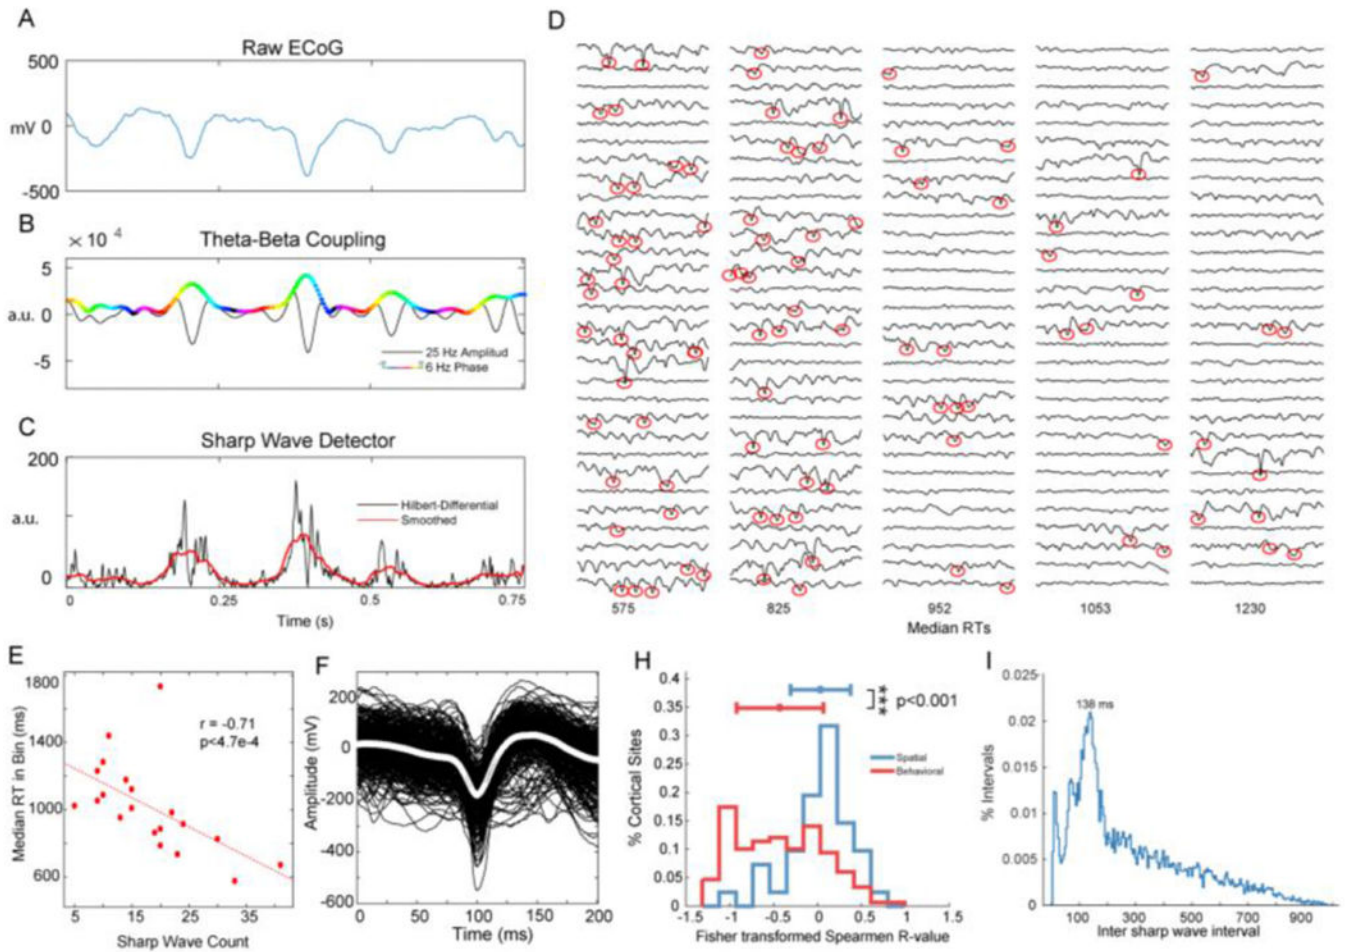 A
Raw ECoG
500
mV 0
-500
B
× 10 4
Theta-Beta Coupling
5
a.u. 0
-5
25 Hz Amplitud
6 Hz Phase
C
Sharp Wave Detector
200
a.u.
0
Hilbert-Differential
Smoothed
0 0.25 0.5 0.75
Time (s)
D
575 825 952 1053 1230
Median RTs
E
Median RT in Bin (ms)
1800
1400
1000
600
r = -0.71
p<4.7e-4
5 15 25 35
Sharp Wave Count
F
Amplitude (mV)
200
0
-200
-400
-600
0 50 100 150 200
Time (ms)
H
% Cortical Sites
0.4
0.35
0.3
0.25
0.2
0.15
0.1
0.05
0
*** p<0.001
Spatial
Behavioral
-1.5 -1 -0.5 0 0.5 1 1.5
Fisher transformed Spearmen R-value
I
% Intervals
0.025
0.02
0.015
0.01
0.005
0
138 ms
100 300 500 700 900
Inter sharp wave interval